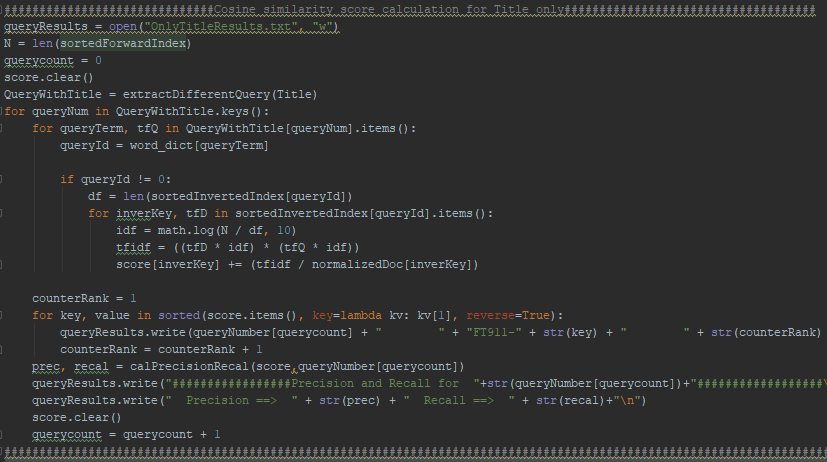 ##############################Cosine similarity score calculation for Title only####################################
queryResults = open("OnlyTitleResults.txt", "w")
N = len(sortedForwardIndex)
querycount = 0
score.clear()
QueryWithTitle = extractDifferentQuery(Title)
for queryNum in QueryWithTitle.keys():
    for queryTerm, tfQ in QueryWithTitle[queryNum].items():
        queryId = word_dict[queryTerm]
        if queryId != 0:
            df = len(sortedInvertedIndex[queryId])
            for inverKey, tfD in sortedInvertedIndex[queryId].items():
                idf = math.log(N / df, 10)
                tfidf = ((tfD * idf) * (tfQ * idf))
                score[inverKey] += (tfidf / normalizedDoc[inverKey])
    counterRank = 1
    for key, value in sorted(score.items(), key=lambda kv: kv[1], reverse=True):
        queryResults.write(queryNumber[querycount] + "        " + "FT911-" + str(key) + "        " + str(counterRank)
        counterRank = counterRank + 1
    prec, recal = calPrecisionRecal(score,queryNumber[querycount])
    queryResults.write("#################Precision and Recall for  "+str(queryNumber[querycount])+"##################\
    queryResults.write("  Precision ==>  " + str(prec) + "  Recall ==>  " + str(recal)+"\n")
    score.clear()
    querycount = querycount + 1
######################################################################################################################